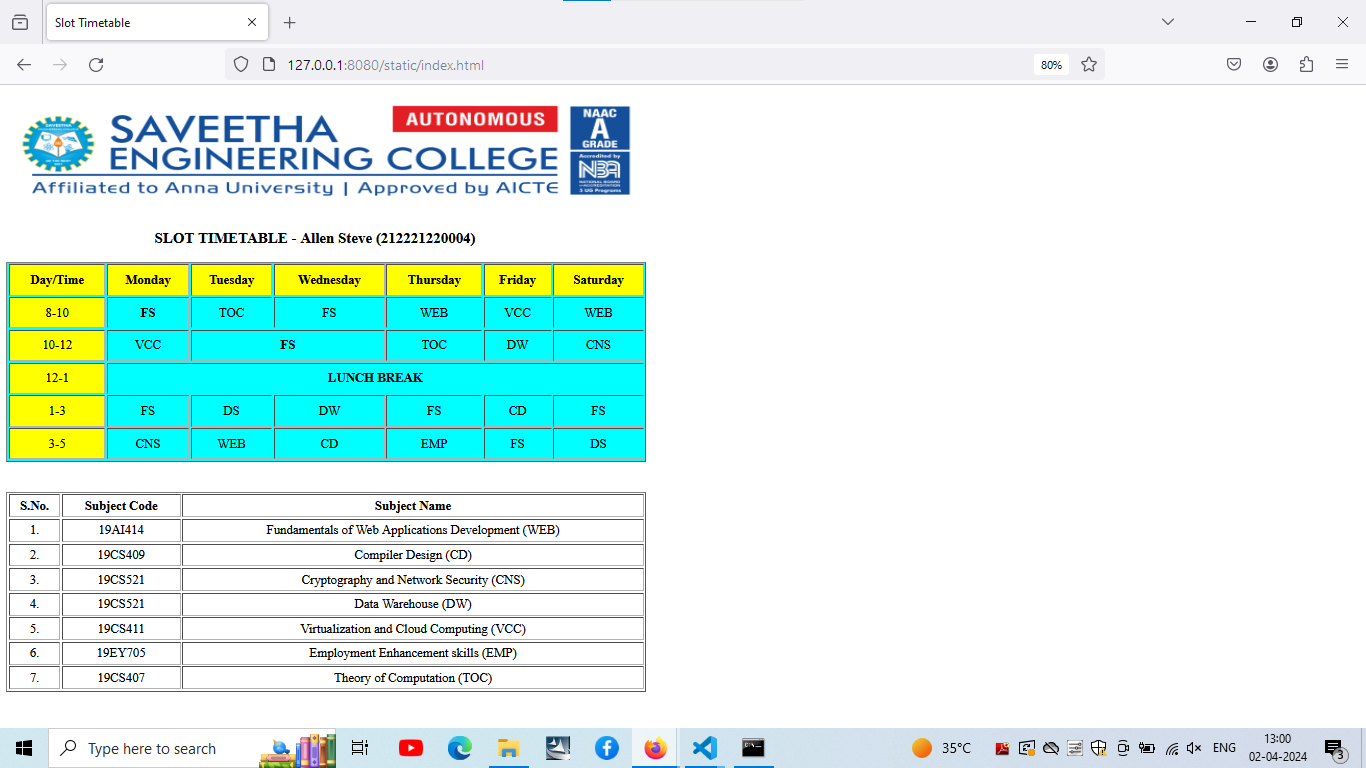 Slot Timetable
127.0.0.1:8080/static/index.html
80%
SAVEETHA AUTONOMOUS
ENGINEERING COLLEGE
Affiliated to Anna University | Approved by AICTE
NAAC
A
GRADE
Accredited by
NBA
NATIONAL BOARD
of ACCREDITATION
3 UG Programs
SLOT TIMETABLE - Allen Steve (212221220004)
Day/Time Monday Tuesday Wednesday Thursday Friday Saturday
8-10 FS TOC FS WEB VCC WEB
10-12 VCC FS TOC DW CNS
12-1 LUNCH BREAK
1-3 FS DS DW FS CD FS
3-5 CNS WEB CD EMP FS DS
S.No. Subject Code Subject Name
1. 19AI414 Fundamentals of Web Applications Development (WEB)
2. 19CS409 Compiler Design (CD)
3. 19CS521 Cryptography and Network Security (CNS)
4. 19CS521 Data Warehouse (DW)
5. 19CS411 Virtualization and Cloud Computing (VCC)
6. 19EY705 Employment Enhancement skills (EMP)
7. 19CS407 Theory of Computation (TOC)
Type here to search
35°C
ENG
13:00
02-04-2024
3